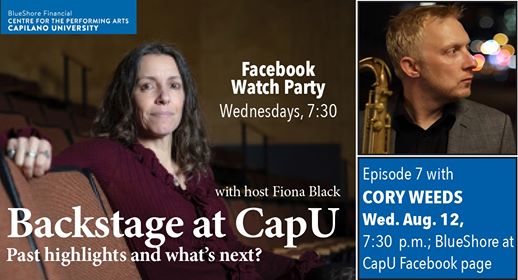 BlueShore Financial
CENTRE FOR THE PERFORMING ARTS
CAPILANO UNIVERSITY
Facebook
Watch Party
Wednesdays, 7:30
with host Fiona Black
Backstage at CapU
Past highlights and what's next?
Episode 7 with
CORY WEEDS
Wed. Aug. 12,
7:30 p.m.; BlueShore at
CapU Facebook page